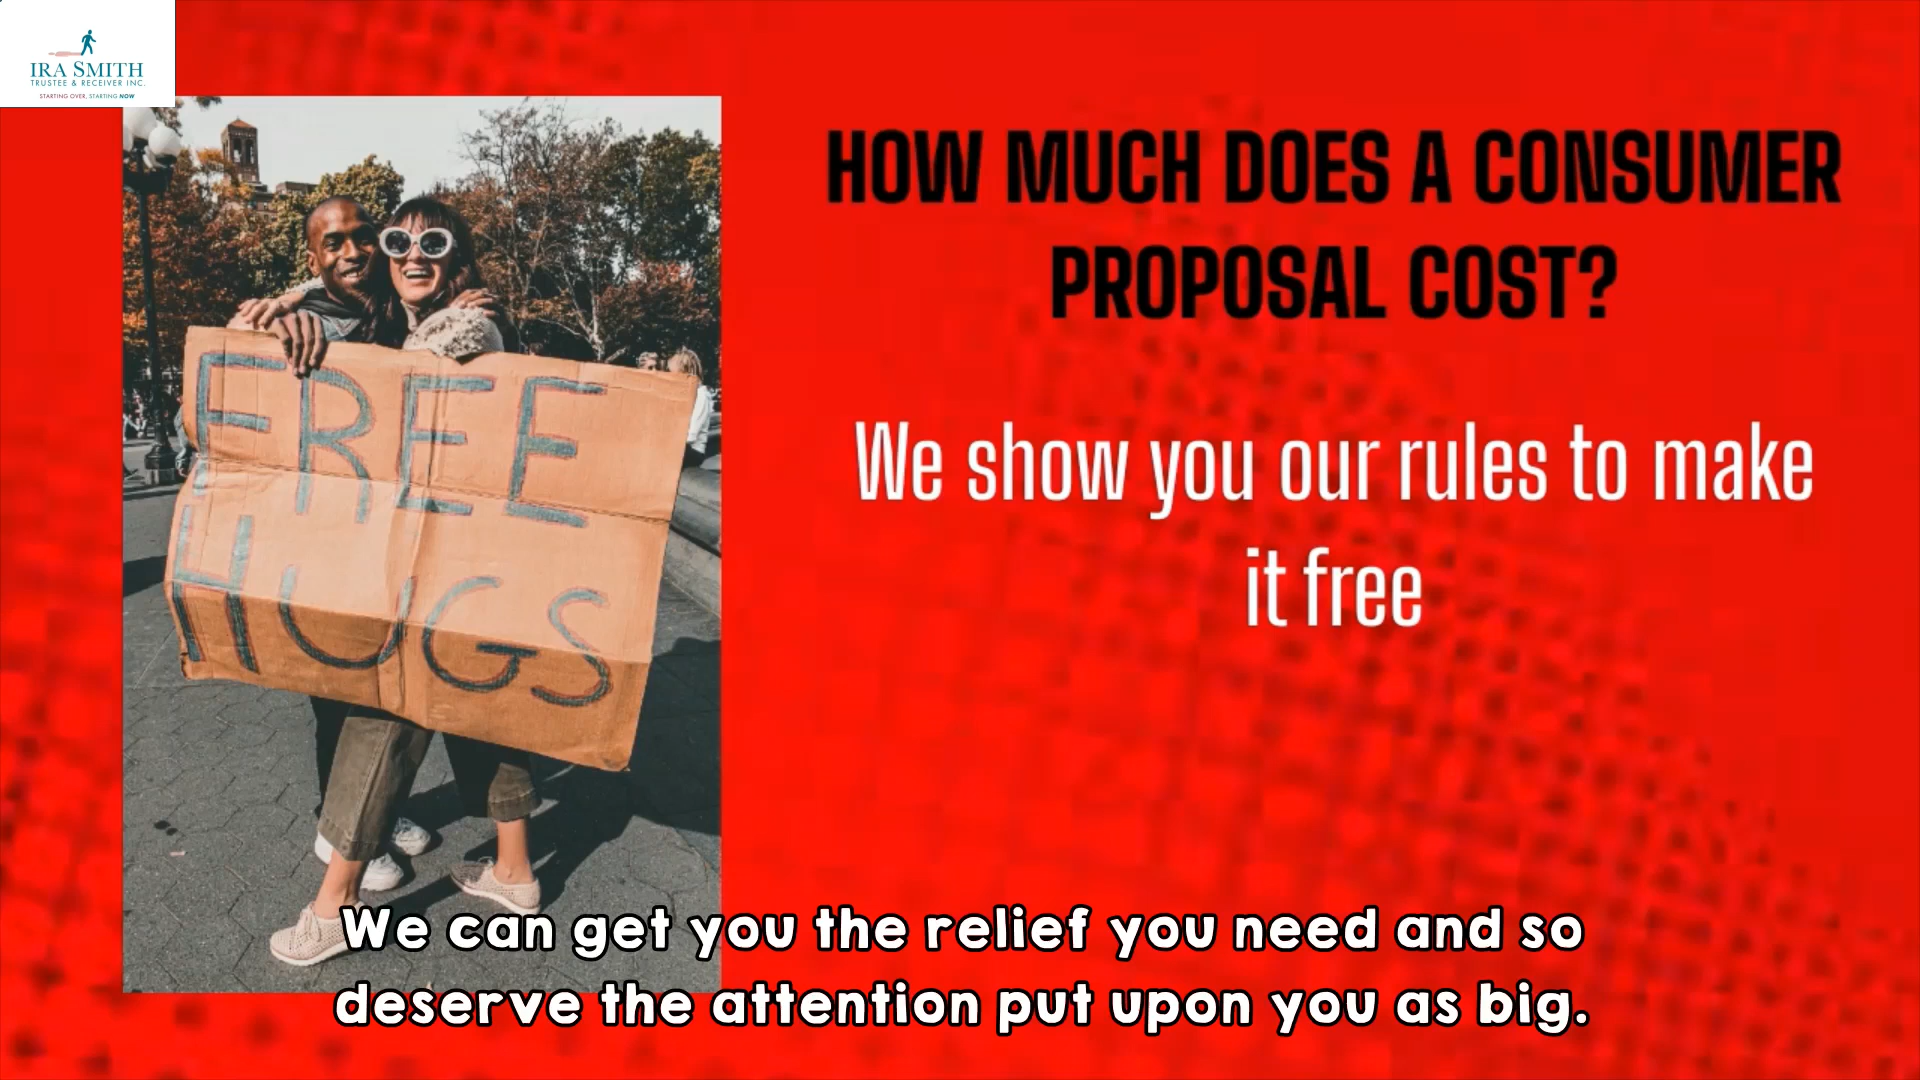 IRA SMITH
TRUSTEE & RECEIVER INC.
STARTING OVER, STARTING NOW
HOW MUCH DOES A CONSUMER
PROPOSAL COST?
We show you our rules to make
it free
FREE
HUGS
We can get you the relief you need and so
deserve the attention put upon you as big.